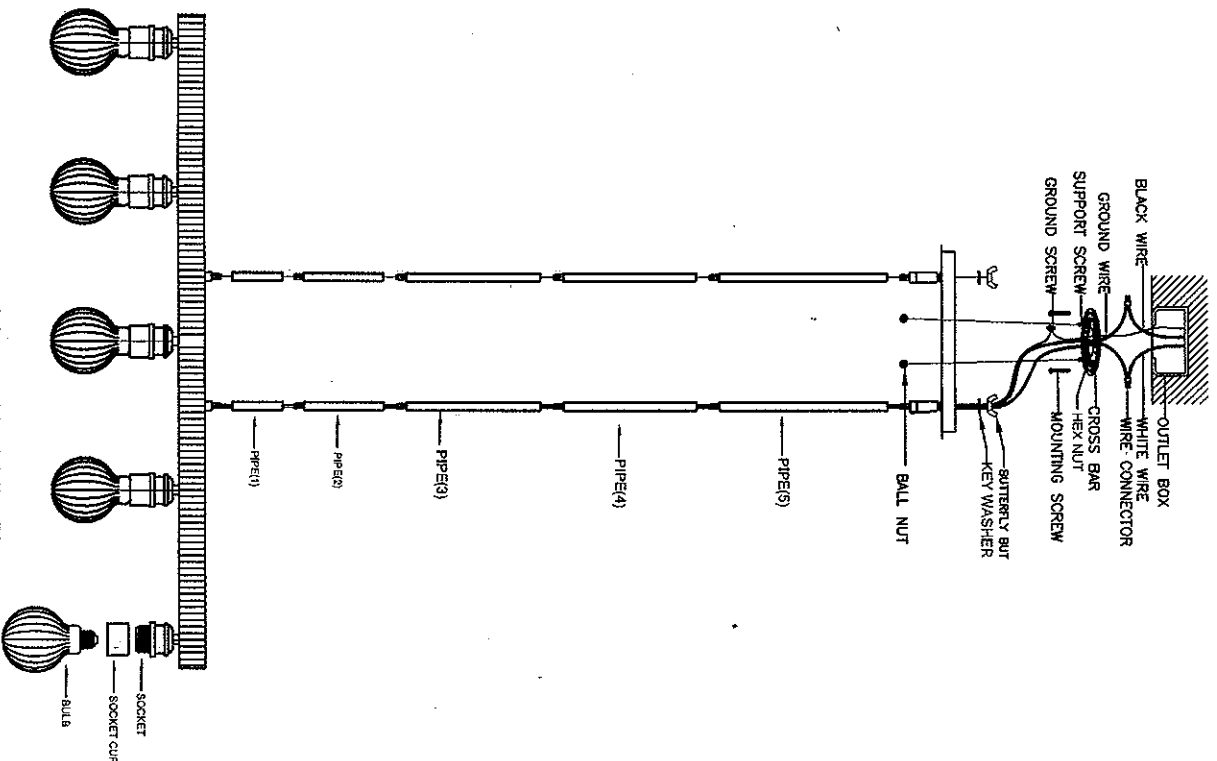 OUTLET BOX
WHITE WIRE
WIRE CONNECTOR
BLACK WIRE
GROUND WIRE
SUPPORT SCREW
GROUND SCREW
CROSS BAR
HEX NUT
MOUNTING SCREW
BUTTERFLY BUT
KEY WASHER
BALL NUT
PIPE(5)
PIPE(4)
PIPE(3)
PIPE(2)
PIPE(1)
SOCKET
SOCKET CUP
BULB